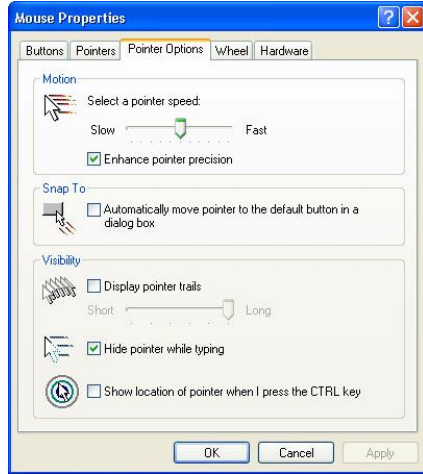 Mouse Properties
Buttons Pointers Pointer Options Wheel Hardware
Motion
Select a pointer speed:
Slow Fast
Enhance pointer precision
Snap To
Automatically move pointer to the default button in a
dialog box
Visibility
Display pointer trails
Short Long
Hide pointer while typing
Show location of pointer when I press the CTRL key
OK Cancel Apply